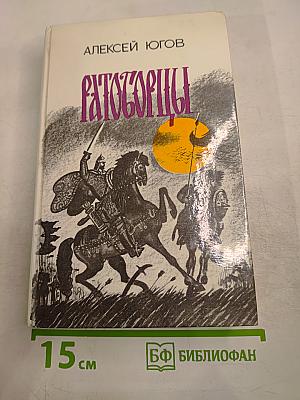 АЛЕКСЕЙ ЮГОВ
РАТОБОРЦЫ
15 см
БФ БИБЛИОФАН